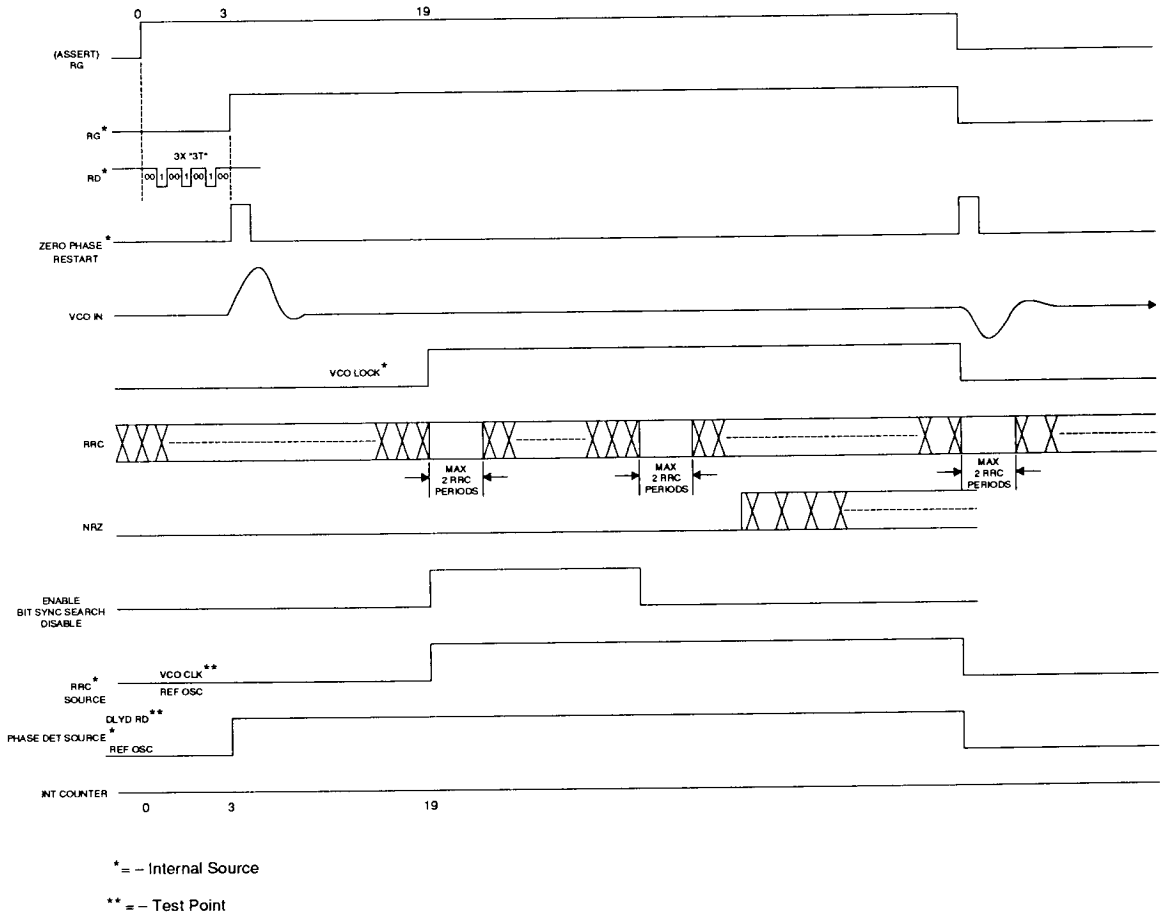 0 3 19
(ASSERT)
RG
RG*
3X "3T"
RD*
00 1 00 1 00 1 00
ZERO PHASE*
RESTART
VCO IN
VCO LOCK*
RRC
MAX
2 RRC
PERIODS
MAX
2 RRC
PERIODS
MAX
2 RRC
PERIODS
NRZ
ENABLE
BIT SYNC SEARCH
DISABLE
VCO CLK**
RRC*
SOURCE
REF OSC
DLYD RD**
PHASE DET SOURCE*
REF OSC
INT COUNTER
0 3 19
* = – Internal Source
** = – Test Point